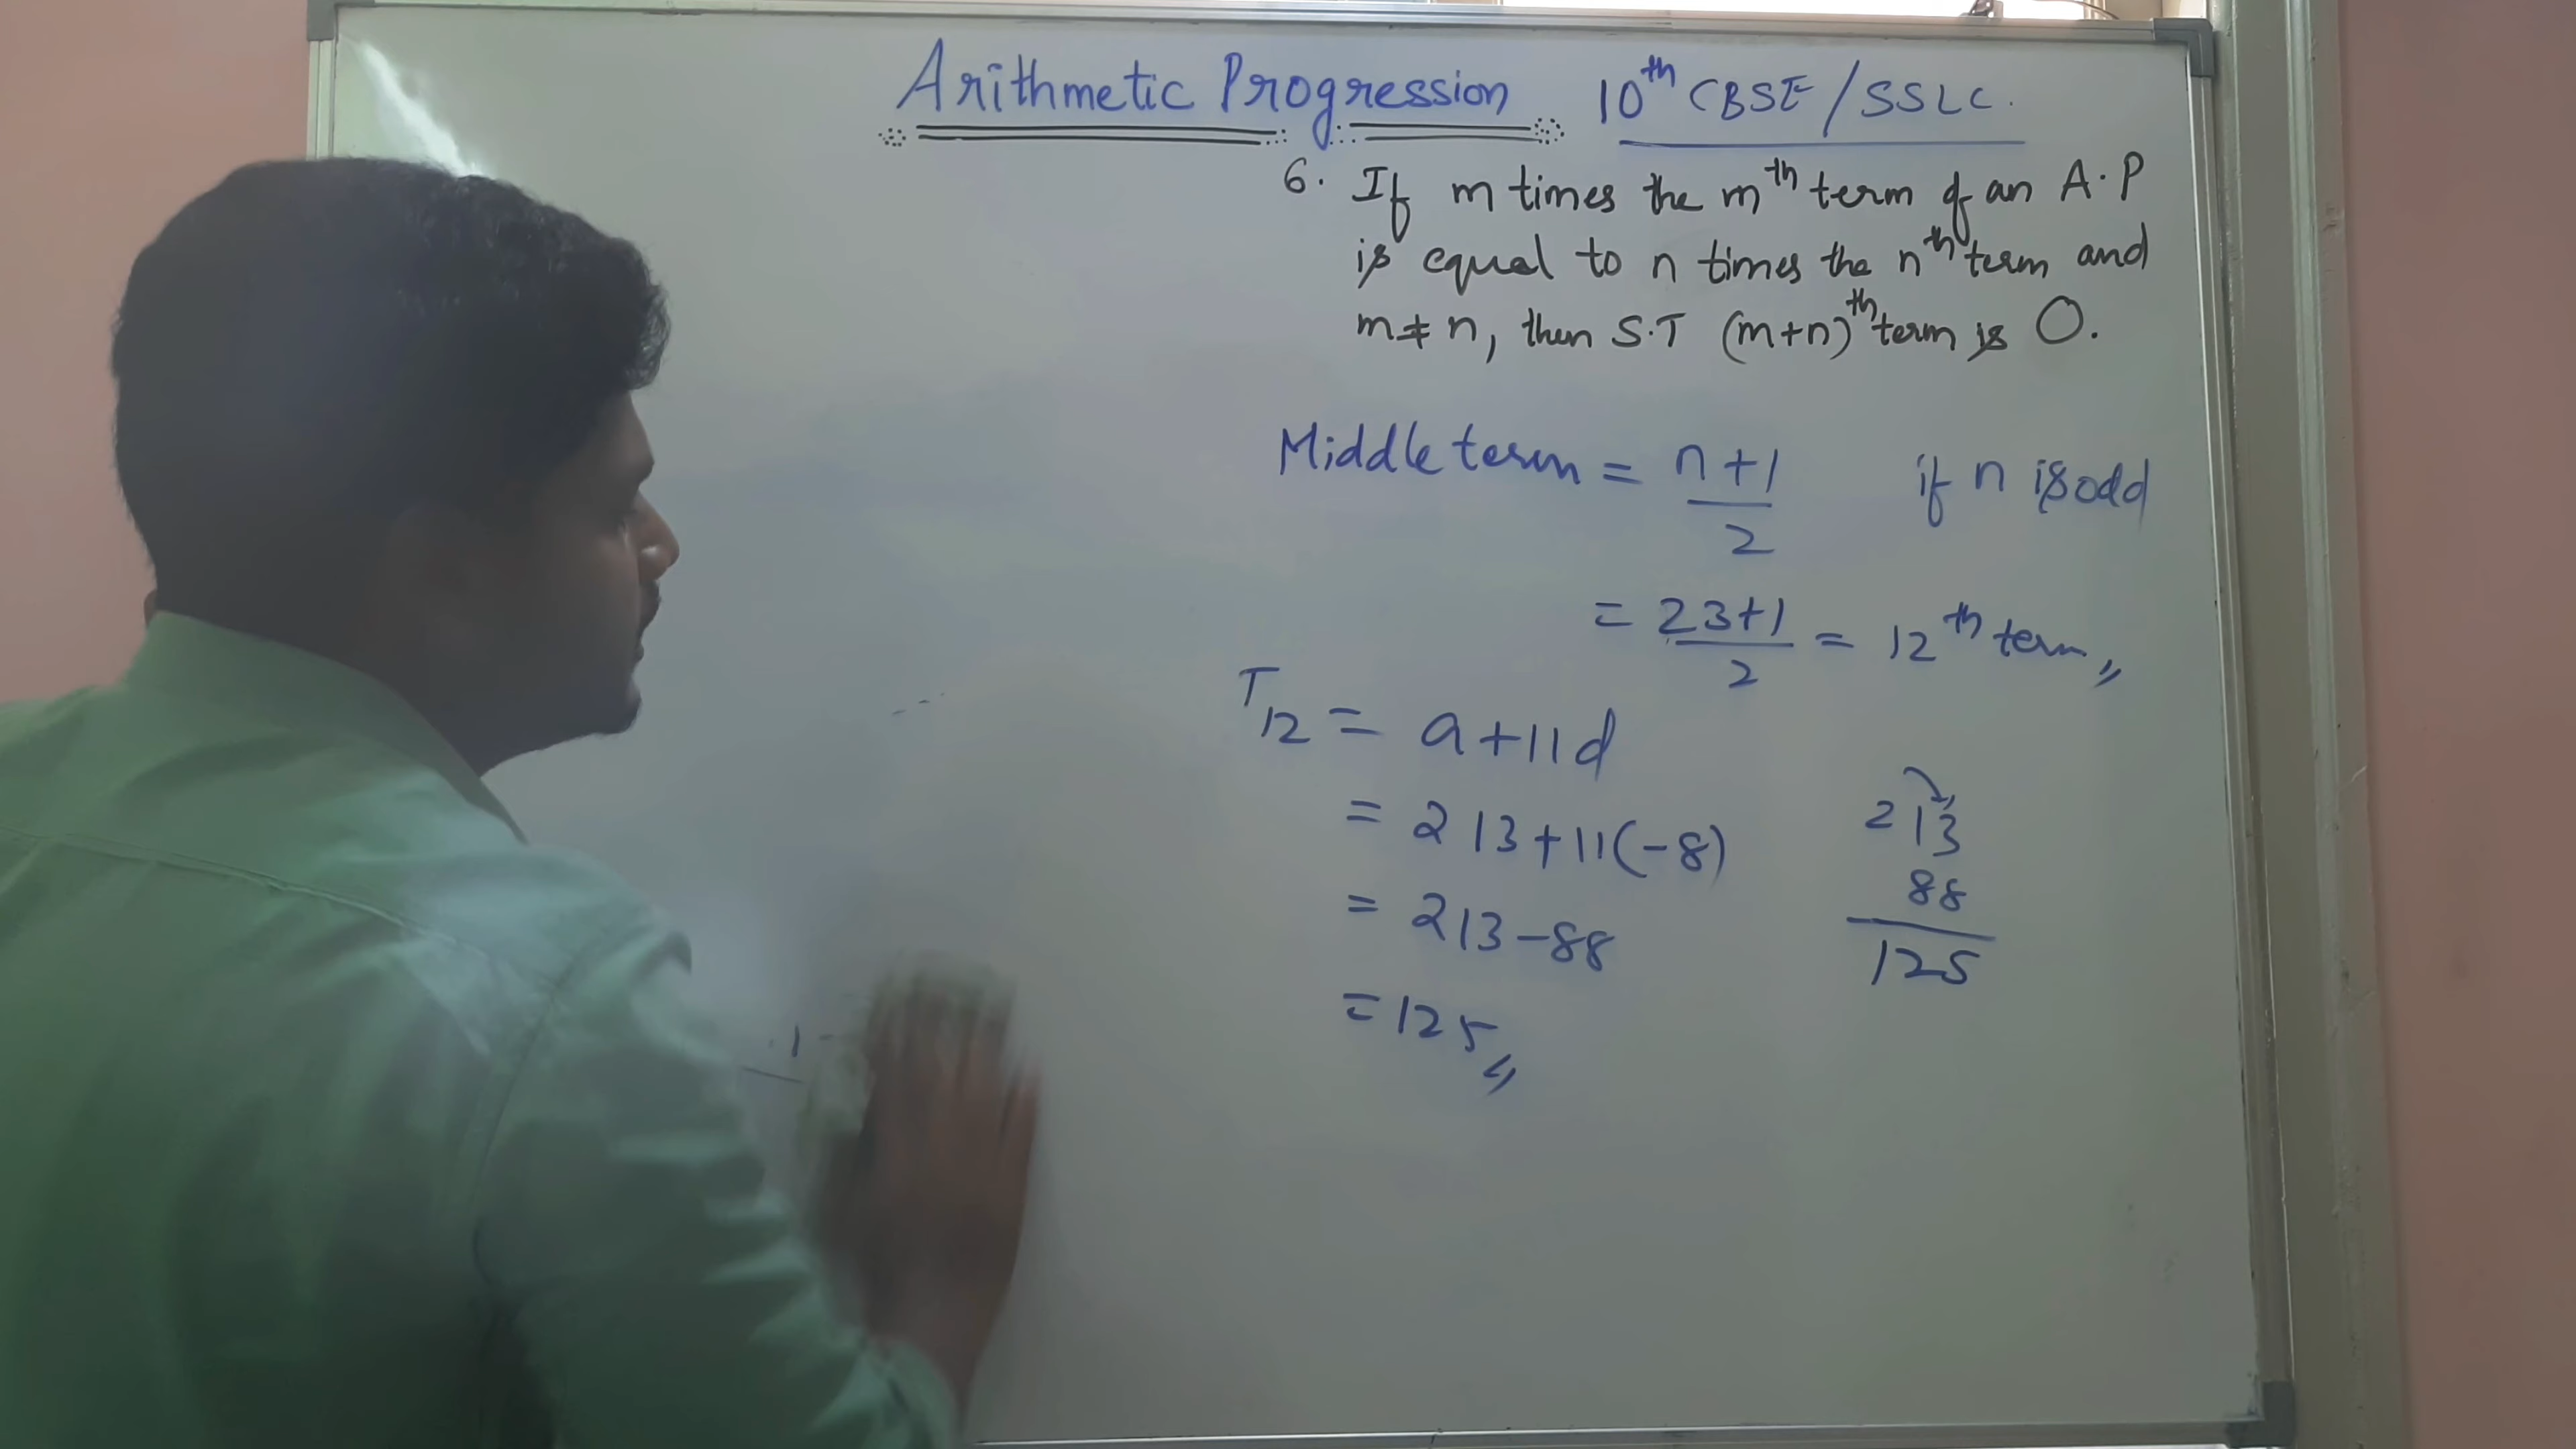 Arithmetic Progression 10th CBSE/SSLC.
6. If m times the mth term of an A.P
is equal to n times the nth term and
m≠n, then S.T (m+n)th term is 0.
Middle term = n+1 if n is odd
2
= 23+1 = 12th term,,
2
T12 = a+11d
= 213+11(-8)
= 213-88
= 125,,
213
88
125
1